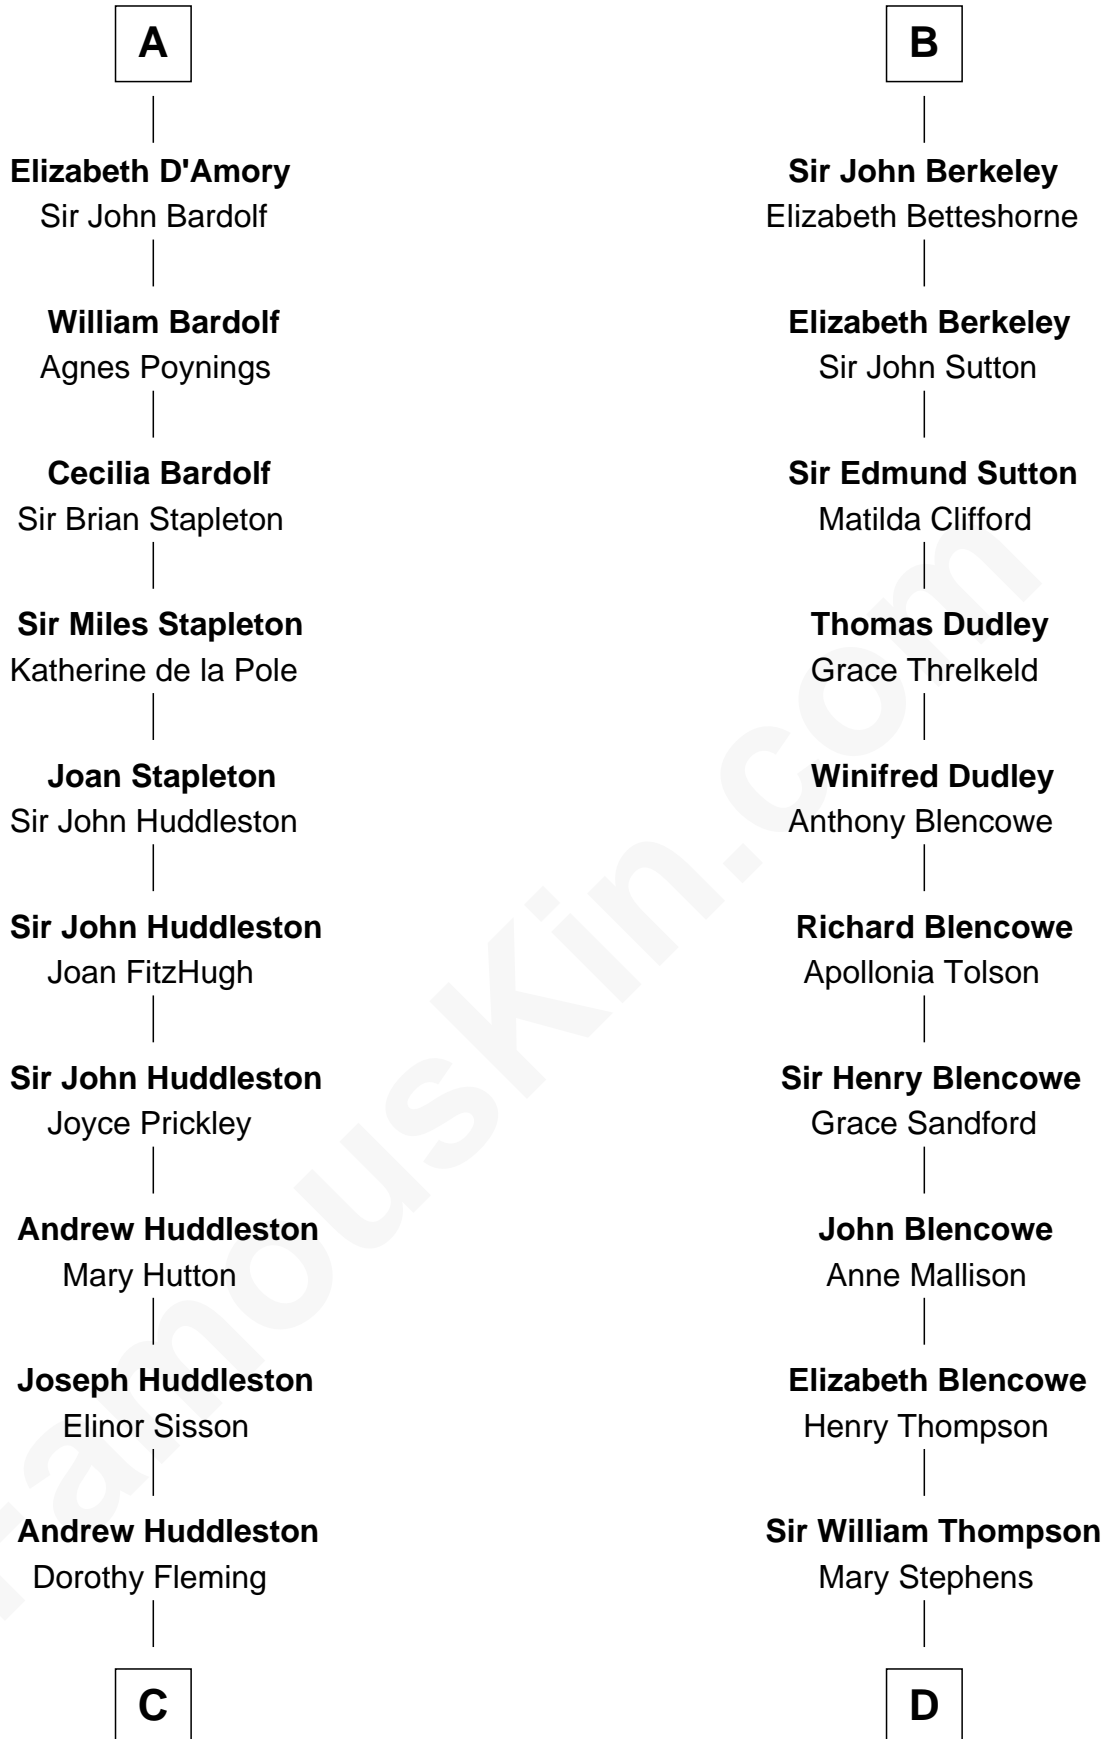 A
Elizabeth D'Amory
Sir John Bardolf
William Bardolf
Agnes Poynings
Cecilia Bardolf
Sir Brian Stapleton
Sir Miles Stapleton
Katherine de la Pole
Joan Stapleton
Sir John Huddleston
Sir John Huddleston
Joan FitzHugh
Sir John Huddleston
Joyce Prickley
Andrew Huddleston
Mary Hutton
Joseph Huddleston
Elinor Sisson
Andrew Huddleston
Dorothy Fleming
C
B
Sir John Berkeley
Elizabeth Betteshorne
Elizabeth Berkeley
Sir John Sutton
Sir Edmund Sutton
Matilda Clifford
Thomas Dudley
Grace Threlkeld
Winifred Dudley
Anthony Blencowe
Richard Blencowe
Apollonia Tolson
Sir Henry Blencowe
Grace Sandford
John Blencowe
Anne Mallison
Elizabeth Blencowe
Henry Thompson
Sir William Thompson
Mary Stephens
D
FamousKin.com